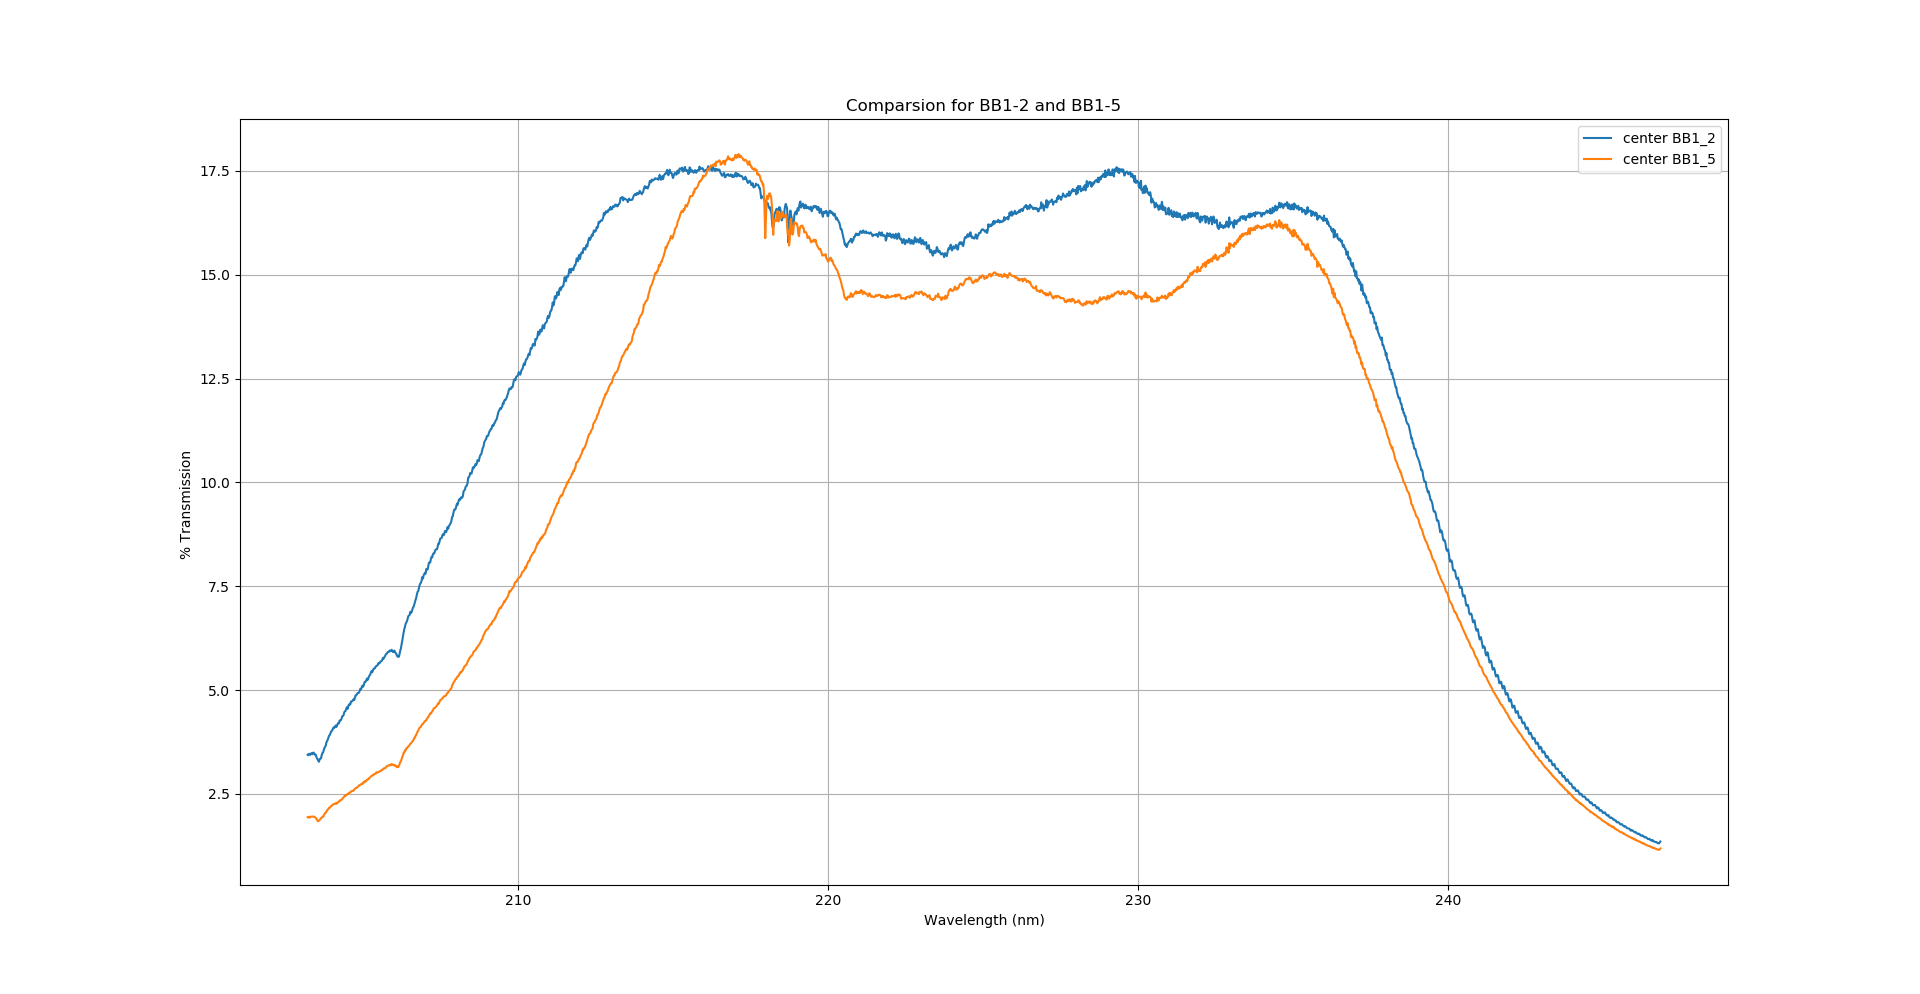 Comparsion for BB1-2 and BB1-5
center BB1_2
center BB1_5
17.5
15.0
12.5
10.0
7.5
5.0
2.5
% Transmission
210
220
230
240
Wavelength (nm)